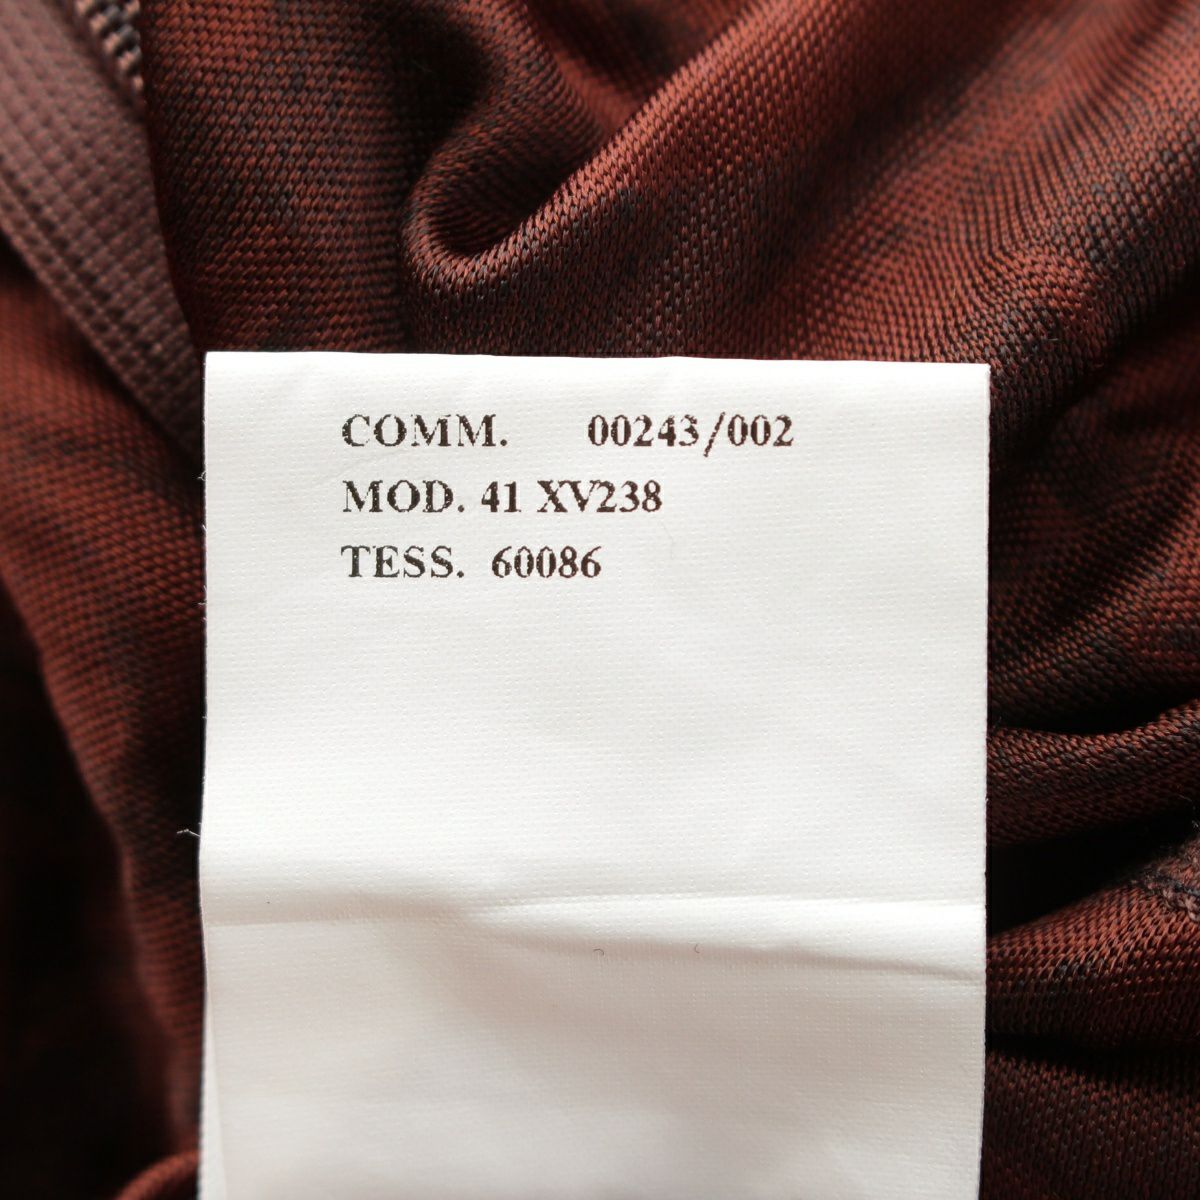 COMM. 00243/002
MOD. 41 XV238
TESS. 60086